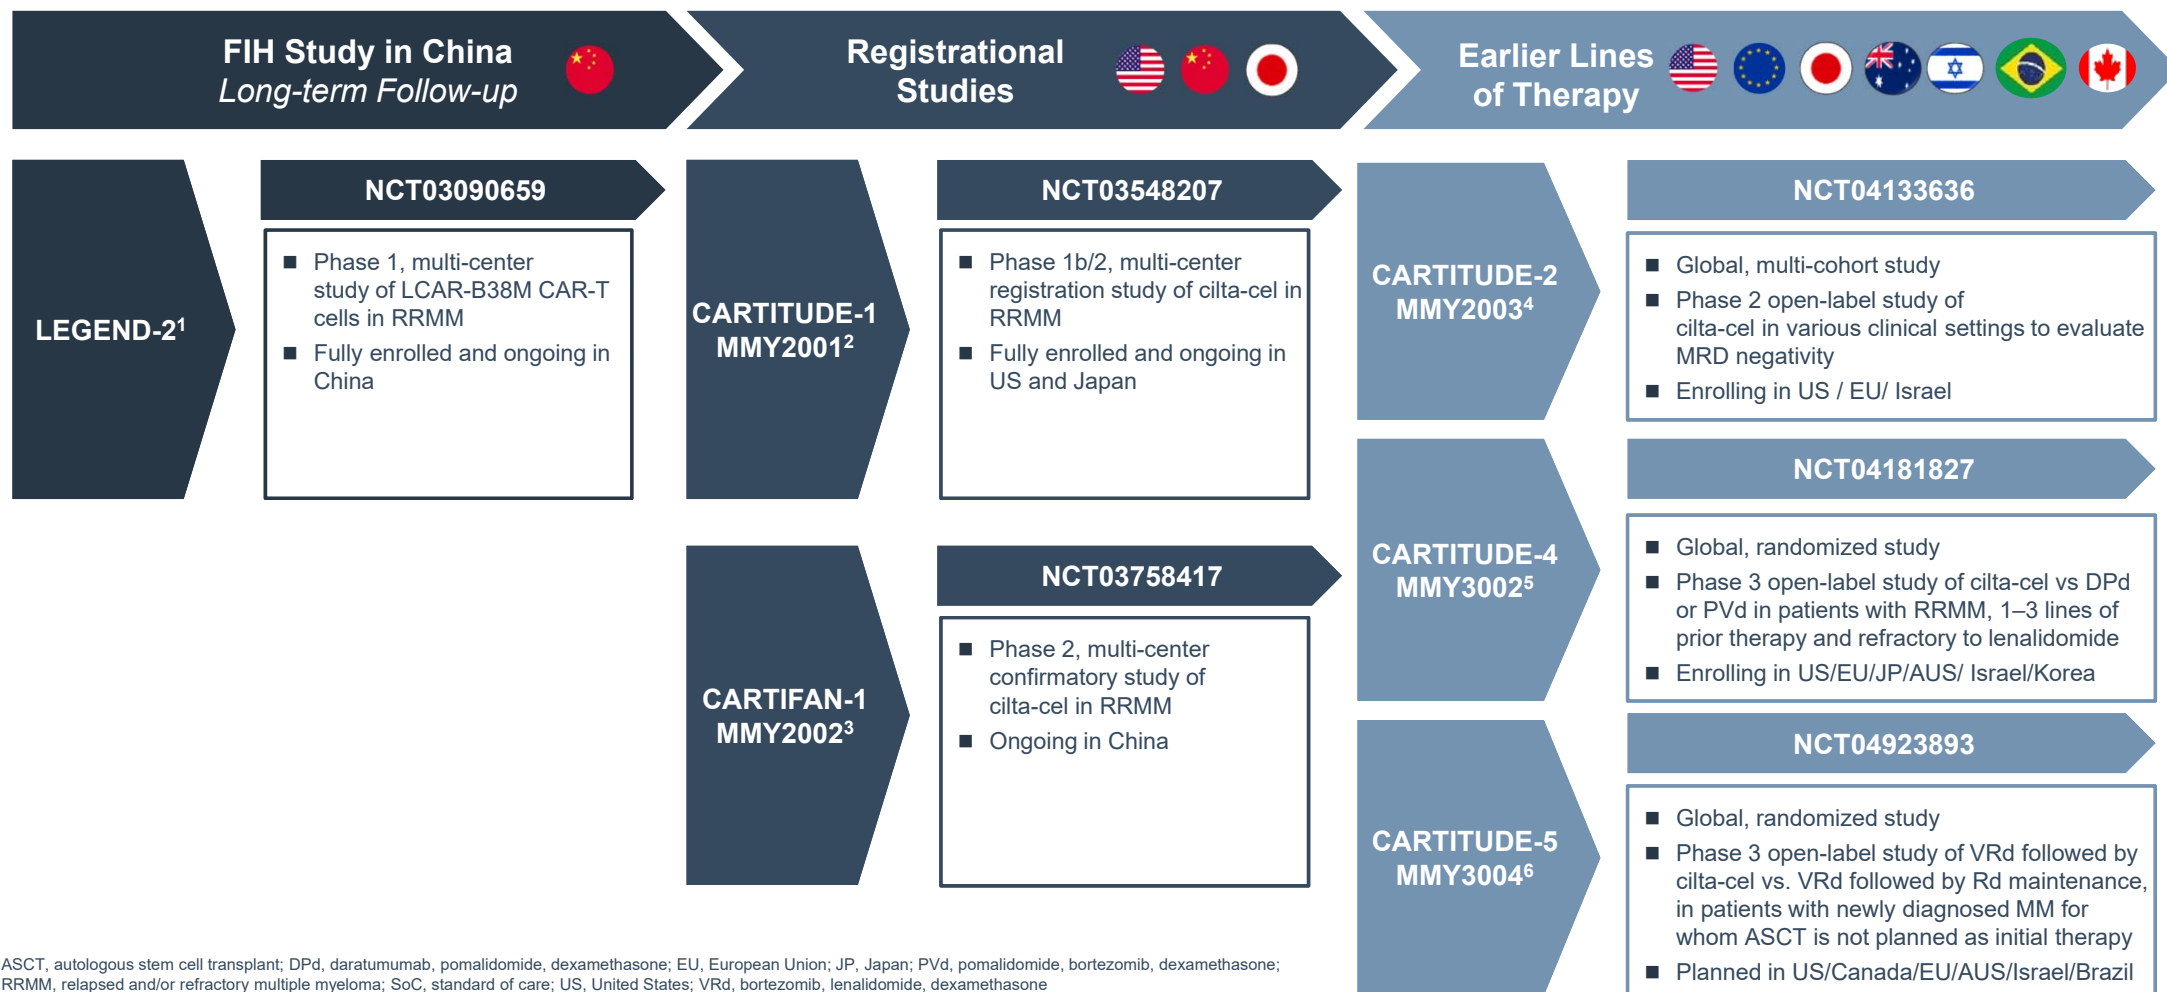 FIH Study in China
Long-term Follow-up
Registrational
Studies
Earlier Lines
of Therapy
LEGEND-2¹
NCT03090659
■ Phase 1, multi-center
study of LCAR-B38M CAR-T
cells in RRMM
■ Fully enrolled and ongoing in
China
CARTITUDE-1
MMY2001²
NCT03548207
■ Phase 1b/2, multi-center
registration study of cilta-cel in
RRMM
■ Fully enrolled and ongoing in
US and Japan
CARTIFAN-1
MMY2002³
NCT03758417
■ Phase 2, multi-center
confirmatory study of
cilta-cel in RRMM
■ Ongoing in China
CARTITUDE-2
MMY2003⁴
NCT04133636
■ Global, multi-cohort study
■ Phase 2 open-label study of
cilta-cel in various clinical settings to evaluate
MRD negativity
■ Enrolling in US / EU/ Israel
CARTITUDE-4
MMY3002⁵
NCT04181827
■ Global, randomized study
■ Phase 3 open-label study of cilta-cel vs DPd
or PVd in patients with RRMM, 1–3 lines of
prior therapy and refractory to lenalidomide
■ Enrolling in US/EU/JP/AUS/ Israel/Korea
CARTITUDE-5
MMY3004⁶
NCT04923893
■ Global, randomized study
■ Phase 3 open-label study of VRd followed by
cilta-cel vs. VRd followed by Rd maintenance,
in patients with newly diagnosed MM for
whom ASCT is not planned as initial therapy
■ Planned in US/Canada/EU/AUS/Israel/Brazil
ASCT, autologous stem cell transplant; DPd, daratumumab, pomalidomide, dexamethasone; EU, European Union; JP, Japan; PVd, pomalidomide, bortezomib, dexamethasone;
RRMM, relapsed and/or refractory multiple myeloma; SoC, standard of care; US, United States; VRd, bortezomib, lenalidomide, dexamethasone